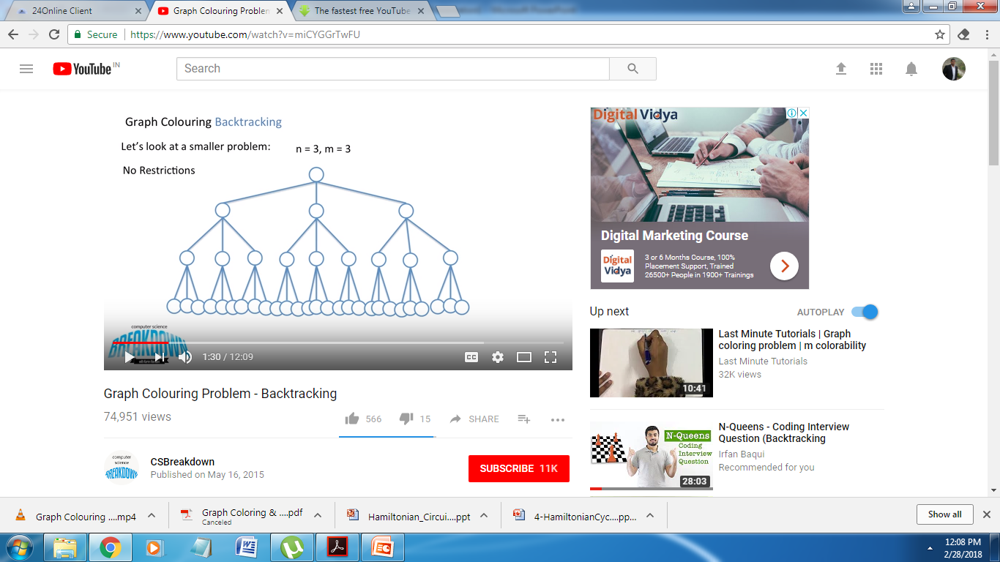 24Online Client
Graph Colouring Problem
The fastest free YouTube
Secure
https://www.youtube.com/watch?v=miCYGGrTwFU
YouTube IN
Search
Graph Colouring Backtracking
Let's look at a smaller problem:
n = 3, m = 3
No Restrictions
computer science
BREAKDOWN
1:30 / 12:09
CC
Graph Colouring Problem - Backtracking
74,951 views
566
15
SHARE
computer
science
BREAKDOWN
CSBreakdown
Published on May 16, 2015
SUBSCRIBE 11K
Digital Vidya
Digital Marketing Course
Digital
Vidya
3 or 6 Months Course, 100%
Placement Support, Trained
26500+ People in 1900+ Trainings
Up next
AUTOPLAY
10:41
Last Minute Tutorials | Graph
coloring problem | m colorability
Last Minute Tutorials
32K views
N-Queens
Coding
Interview
Question
28:03
N-Queens - Coding Interview
Question (Backtracking
Irfan Baqui
Recommended for you
Graph Colouring ....mp4
Graph Coloring & ....pdf
Canceled
Hamiltonian_Circui....ppt
4-HamiltonianCyc....pp...
Show all
12:08 PM
2/28/2018